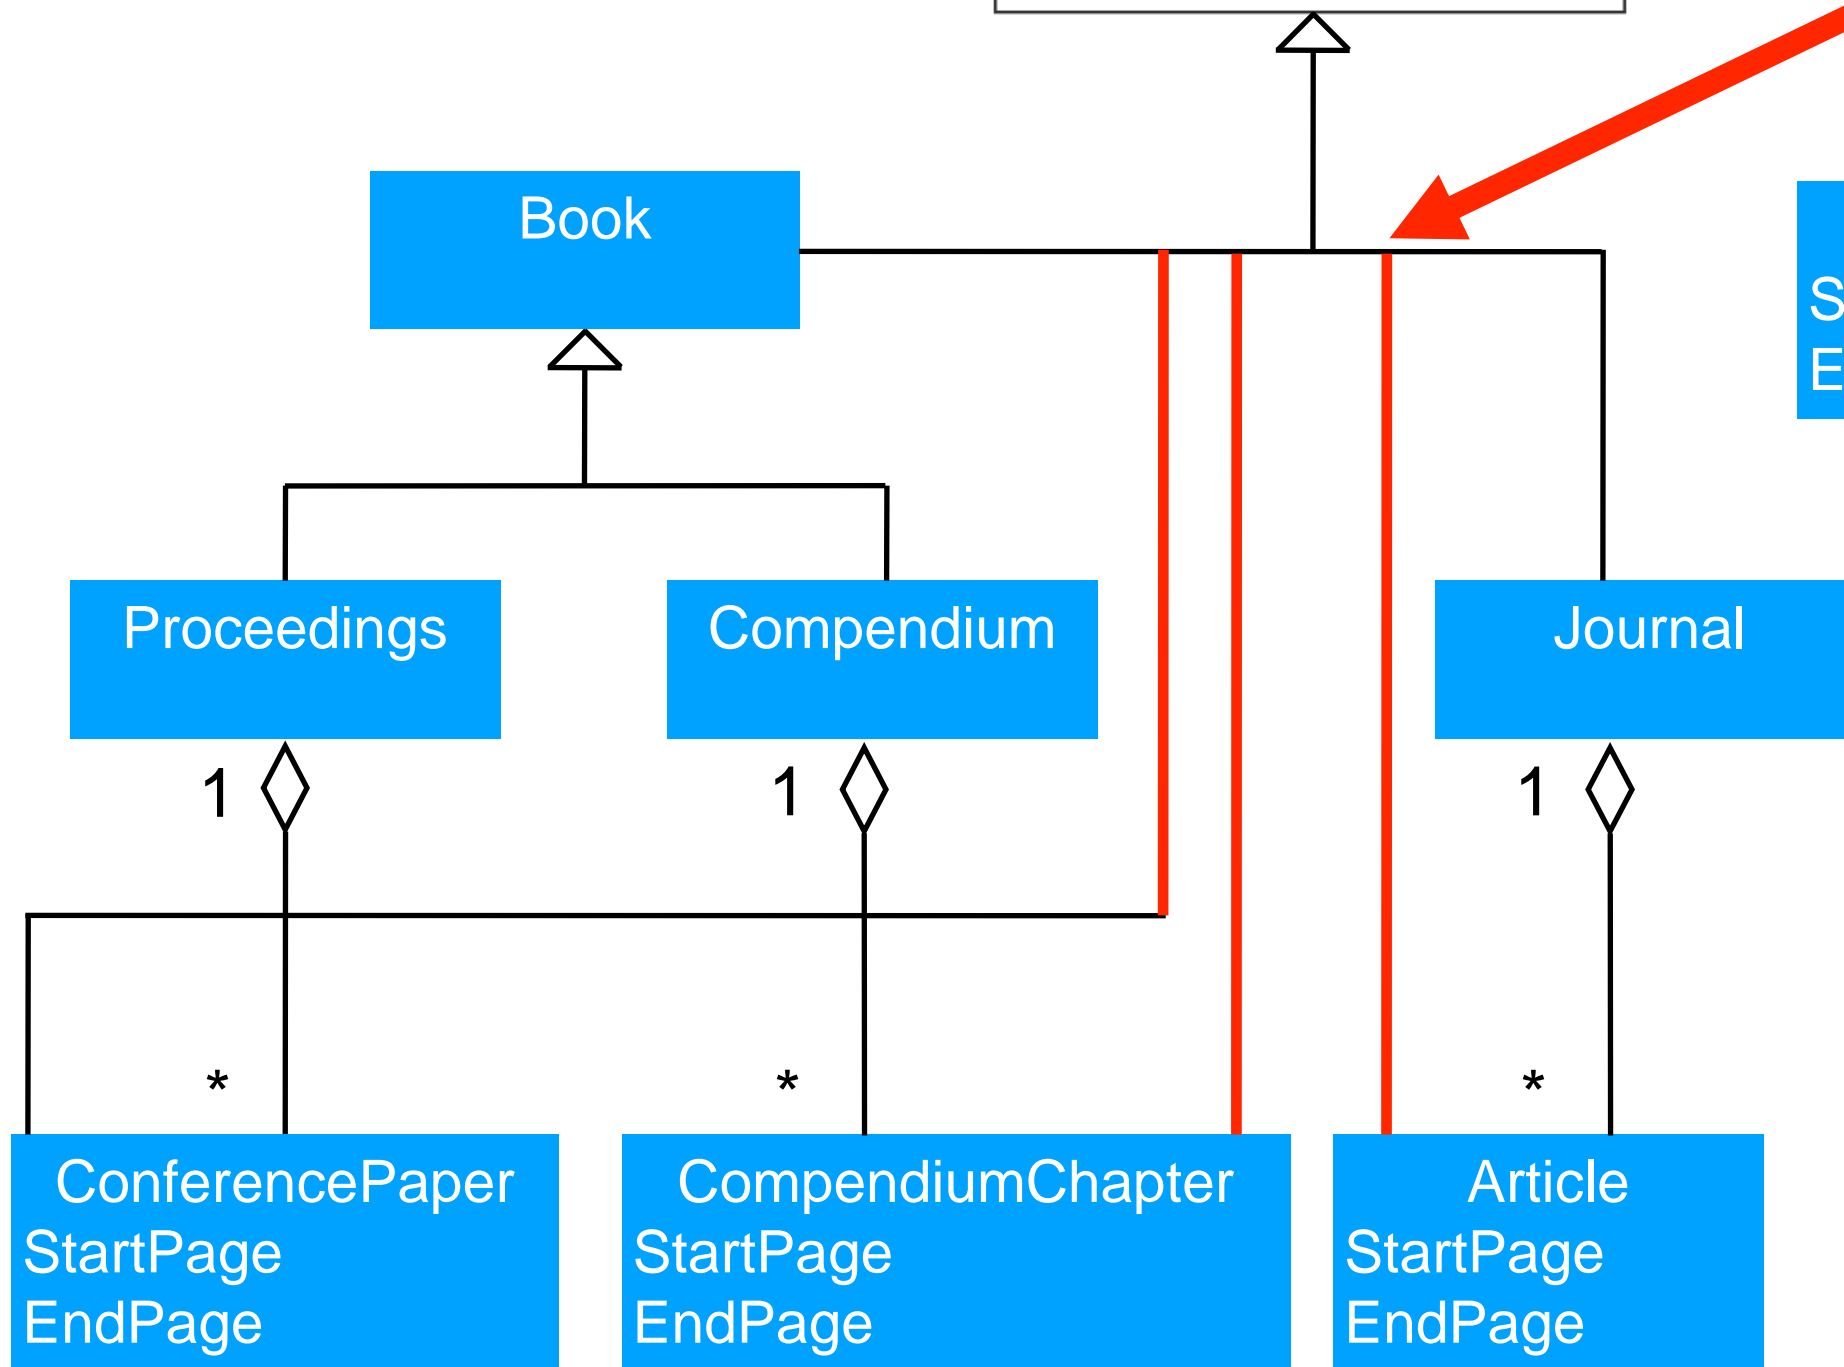 Book
Proceedings
Compendium
Journal
1
1
1
*
*
*
ConferencePaper
StartPage
EndPage
CompendiumChapter
StartPage
EndPage
Article
StartPage
EndPage